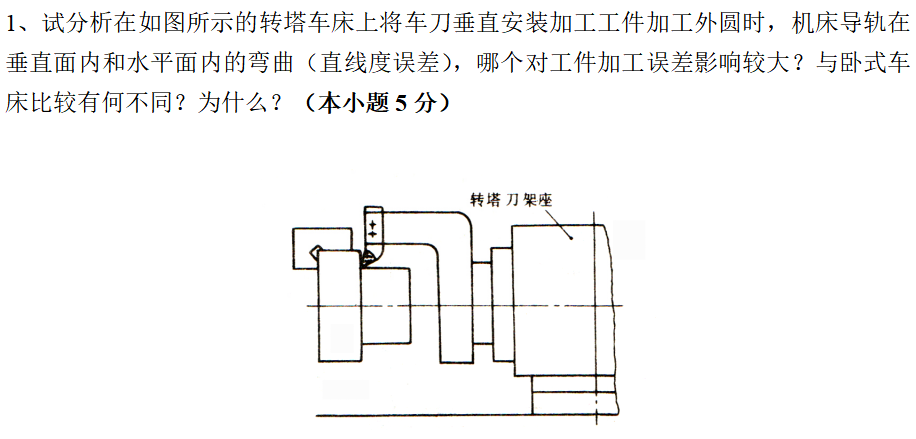 1、试分析在如图所示的转塔车床上将车刀垂直安装加工工件加工外圆时，机床导轨在
垂直面内和水平面内的弯曲（直线度误差），哪个对工件加工误差影响较大？与卧式车
床比较有何不同？为什么？（本小题 5 分）
转塔刀架座